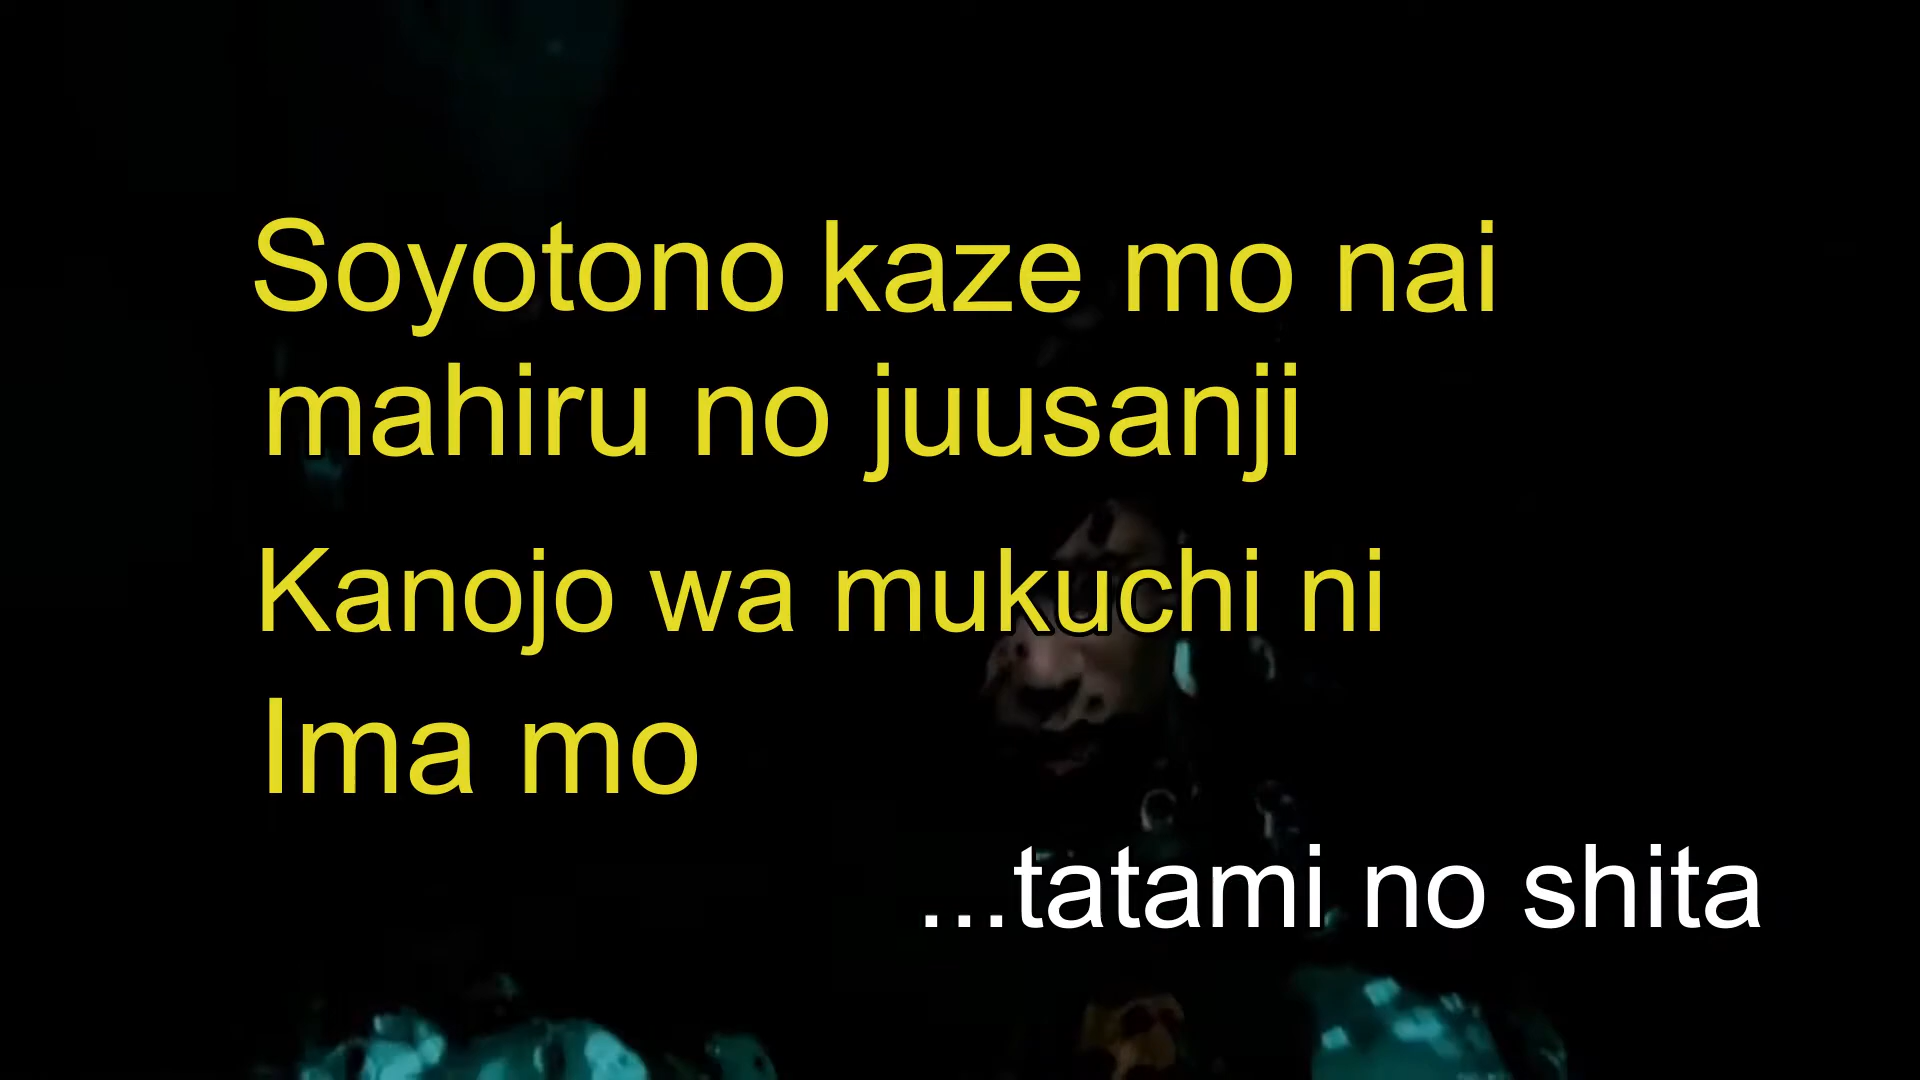 Soyotono kaze mo nai
mahiru no juusanji
Kanojo wa mukuchi ni
Ima mo
...tatami no shita